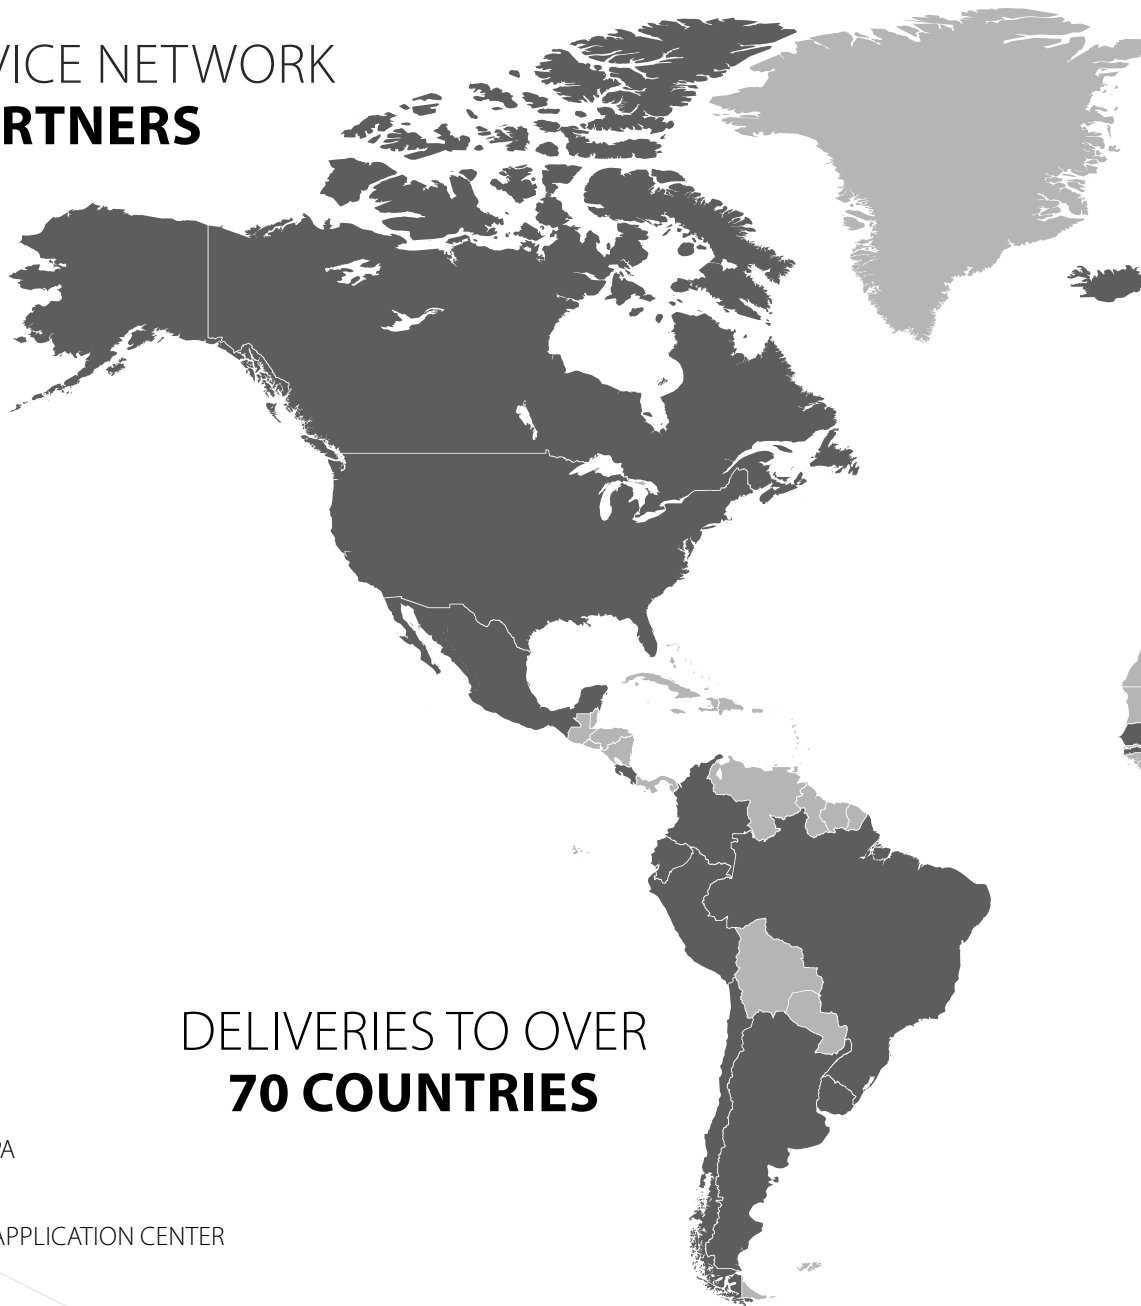 VICE NETWORK
RTNERS
DELIVERIES TO OVER
70 COUNTRIES
PA
APPLICATION CENTER